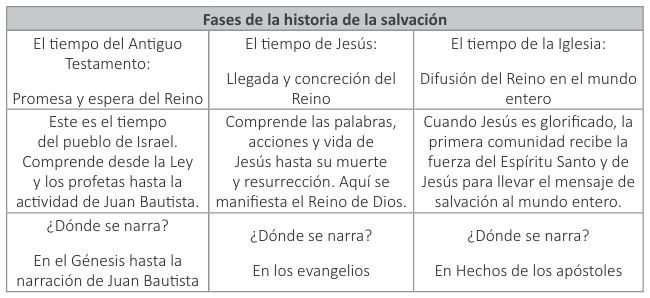 Fases de la historia de la salvación
El tiempo del Antiguo
Testamento:
Promesa y espera del Reino
El tiempo de Jesús:
Llegada y concreción del
Reino
El tiempo de la Iglesia:
Difusión del Reino en el mundo
entero
Este es el tiempo
del pueblo de Israel.
Comprende desde la Ley
y los profetas hasta la
actividad de Juan Bautista.
Comprende las palabras,
acciones y vida de
Jesús hasta su muerte
y resurrección. Aquí se
manifiesta el Reino de Dios.
Cuando Jesús es glorificado, la
primera comunidad recibe la
fuerza del Espíritu Santo y de
Jesús para llevar el mensaje de
salvación al mundo entero.
¿Dónde se narra?
En el Génesis hasta la
narración de Juan Bautista
¿Dónde se narra?
En los evangelios
¿Dónde se narra?
En Hechos de los apóstoles